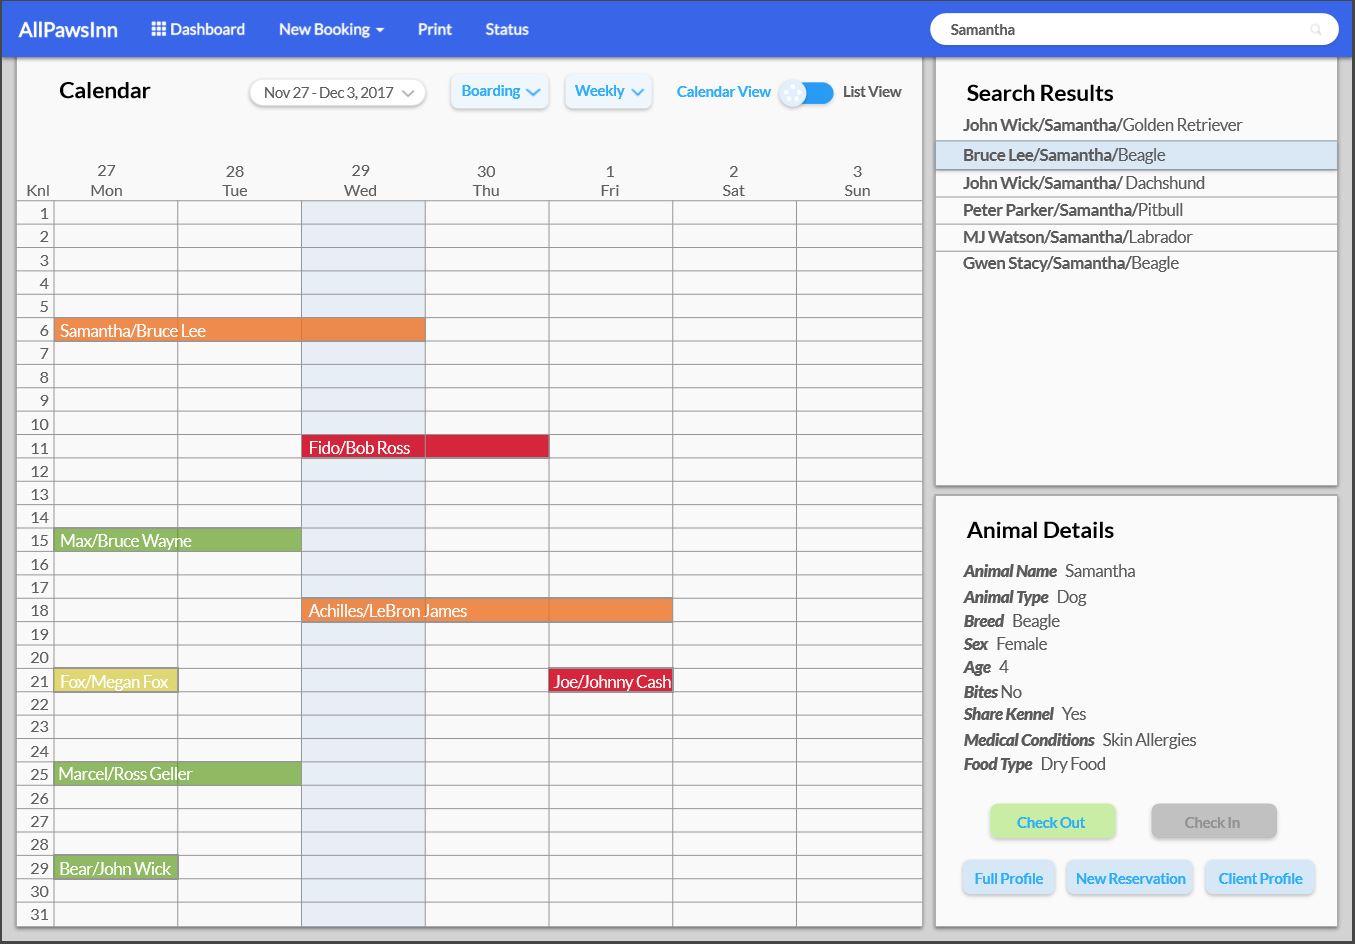 AllPawsInn Dashboard New Booking Print Status Samantha
Calendar Nov 27 - Dec 3, 2017 Boarding Weekly Calendar View List View
27 28 29 30 1 2 3
Knl Mon Tue Wed Thu Fri Sat Sun
1
2
3
4
5
6 Samantha/Bruce Lee
7
8
9
10
11 Fido/Bob Ross
12
13
14
15 Max/Bruce Wayne
16
17
18 Achilles/LeBron James
19
20
21 Fox/Megan Fox Joe/Johnny Cash
22
23
24
25 Marcel/Ross Geller
26
27
28
29 Bear/John Wick
30
31
Search Results
John Wick/Samantha/Golden Retriever
Bruce Lee/Samantha/Beagle
John Wick/Samantha/ Dachshund
Peter Parker/Samantha/Pitbull
MJ Watson/Samantha/Labrador
Gwen Stacy/Samantha/Beagle
Animal Details
Animal Name Samantha
Animal Type Dog
Breed Beagle
Sex Female
Age 4
Bites No
Share Kennel Yes
Medical Conditions Skin Allergies
Food Type Dry Food
Check Out Check In
Full Profile New Reservation Client Profile